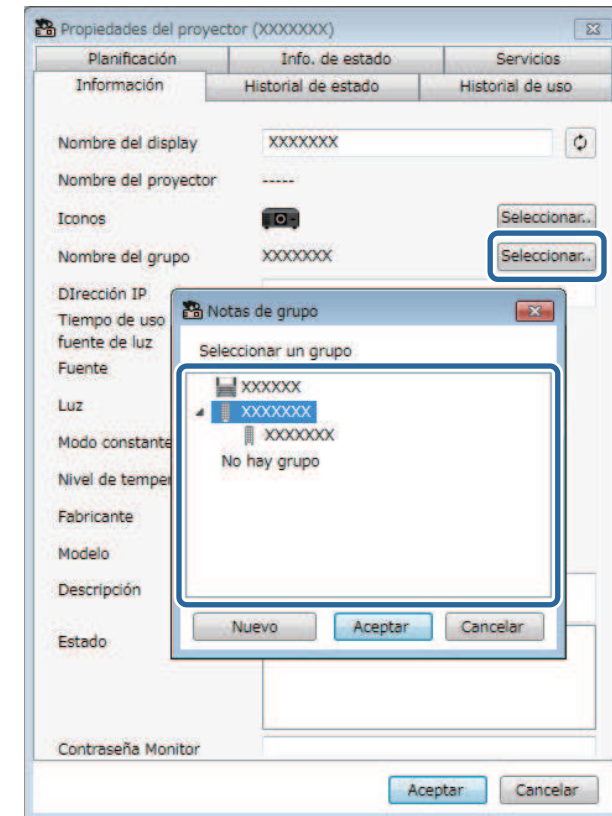 Propiedades del proyector (XXXXXXX)
Planificación Info. de estado Servicios
Información Historial de estado Historial de uso
Nombre del display XXXXXXX
Nombre del proyector -----
Iconos Seleccionar..
Nombre del grupo XXXXXXX Seleccionar..
DIrección IP
Tiempo de uso
fuente de luz
Fuente
Luz
Modo constante
Nivel de temper
Fabricante
Modelo
Descripción
Estado
Contraseña Monitor
Notas de grupo
Seleccionar un grupo
XXXXXX
XXXXXXX
XXXXXXX
No hay grupo
Nuevo Aceptar Cancelar
Aceptar Cancelar